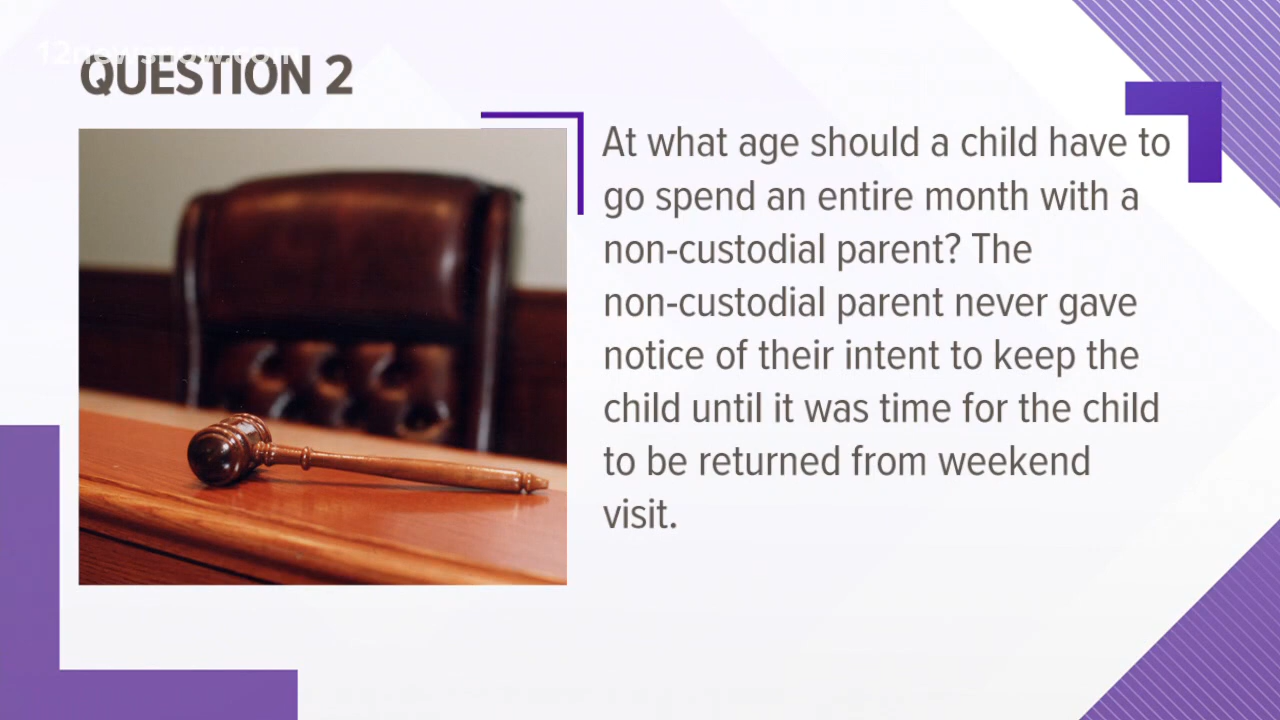 12newsnow.com
QUESTION 2
At what age should a child have to
go spend an entire month with a
non-custodial parent? The
non-custodial parent never gave
notice of their intent to keep the
child until it was time for the child
to be returned from weekend
visit.